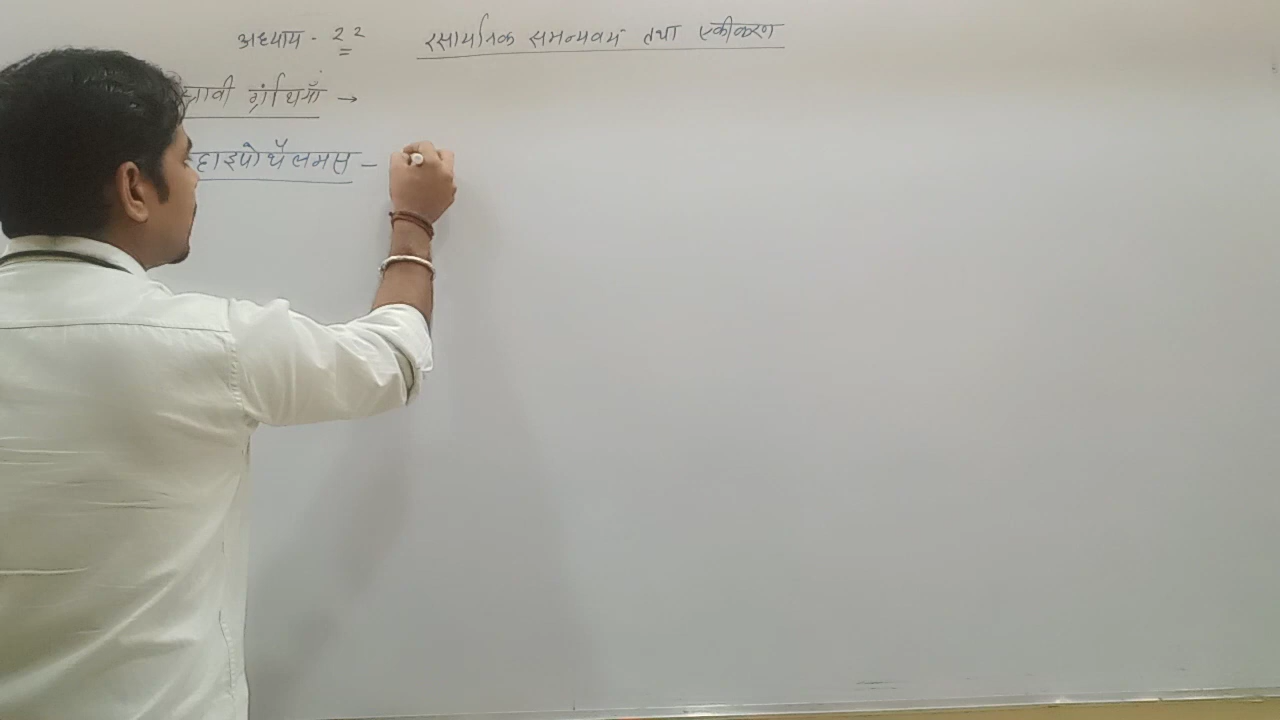 अध्याय - 22 रसायनिक समन्वय तथा एकीकरण
स्रावी ग्रंथियाँ →
हाइपोथैलमस –